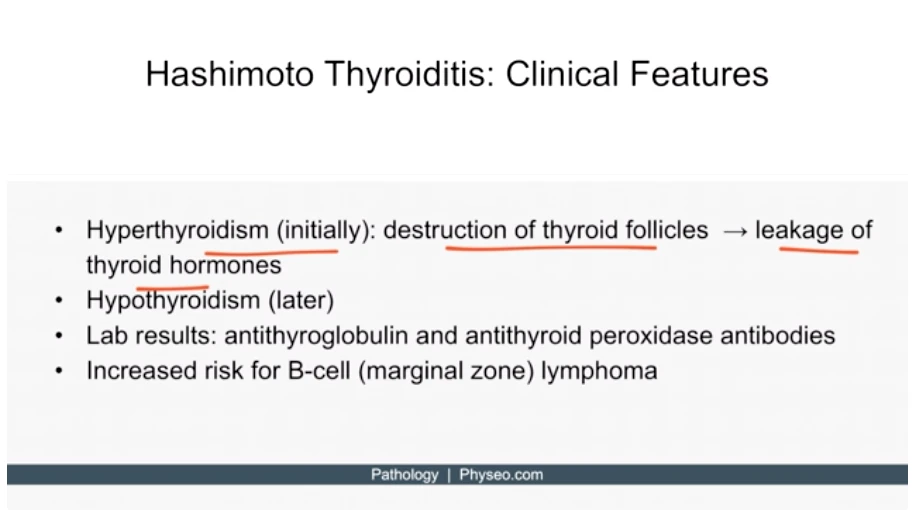 Hashimoto Thyroiditis: Clinical Features
• Hyperthyroidism (initially): destruction of thyroid follicles → leakage of
thyroid hormones
• Hypothyroidism (later)
• Lab results: antithyroglobulin and antithyroid peroxidase antibodies
• Increased risk for B-cell (marginal zone) lymphoma
Pathology | Physeo.com